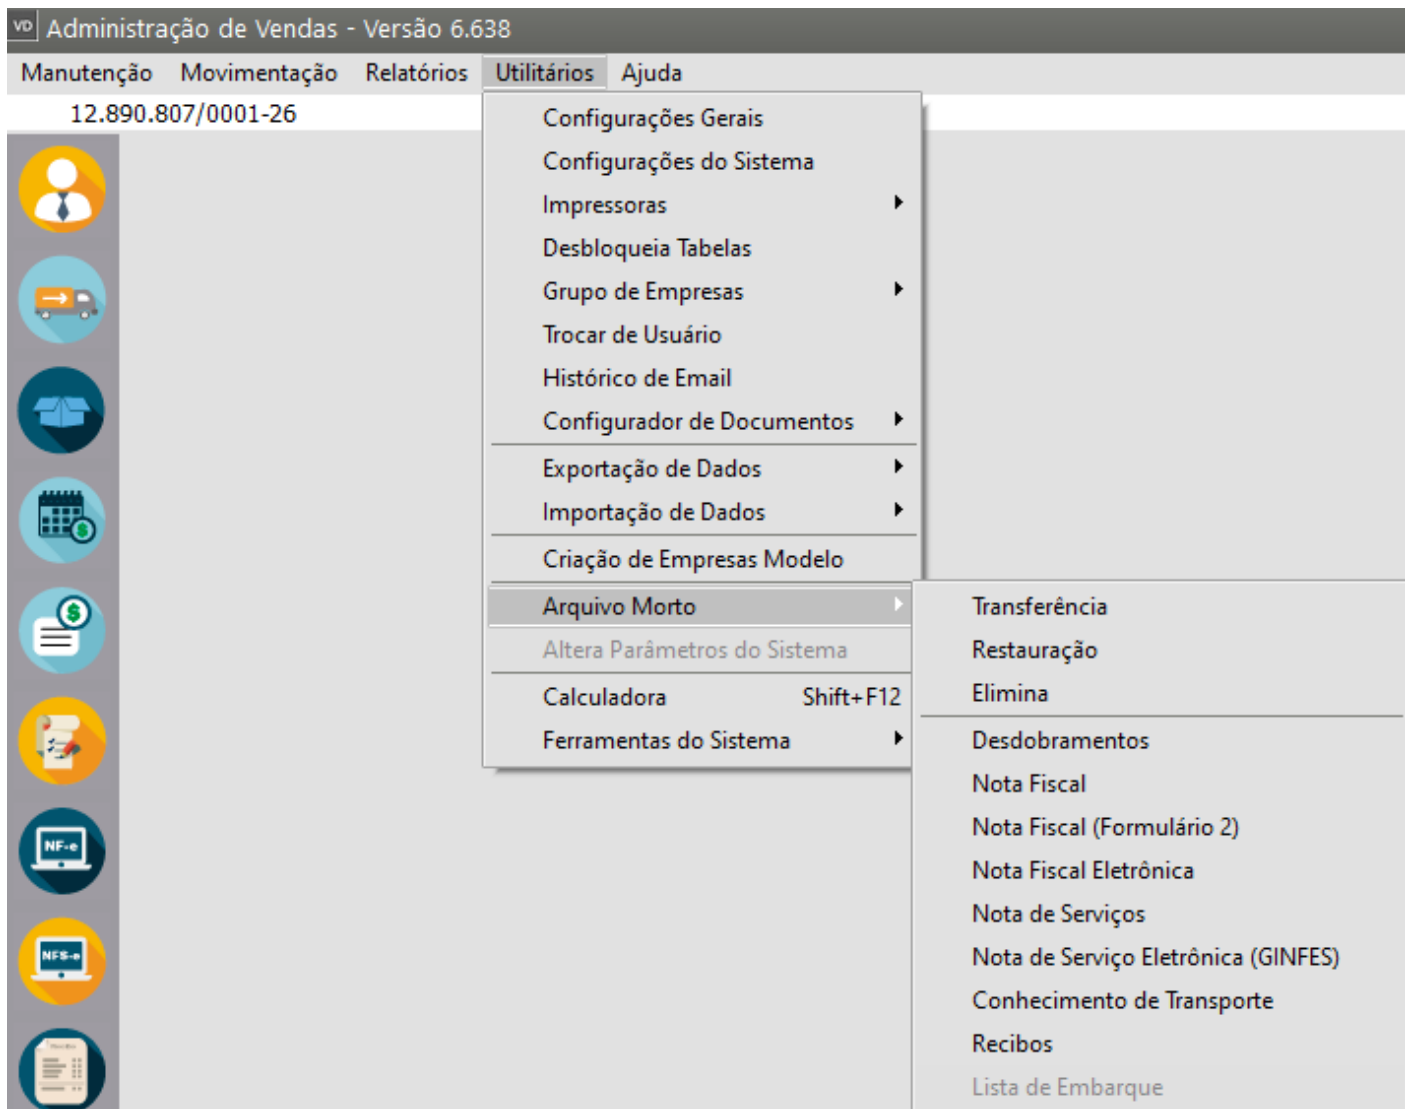 VD Administração de Vendas - Versão 6.638
Manutenção Movimentação Relatórios Utilitários Ajuda
12.890.807/0001-26
Configurações Gerais
Configurações do Sistema
Impressoras
Desbloqueia Tabelas
Grupo de Empresas
Trocar de Usuário
Histórico de Email
Configurador de Documentos
Exportação de Dados
Importação de Dados
Criação de Empresas Modelo
Arquivo Morto
Altera Parâmetros do Sistema
Calculadora Shift+F12
Ferramentas do Sistema
Transferência
Restauração
Elimina
Desdobramentos
Nota Fiscal
Nota Fiscal (Formulário 2)
Nota Fiscal Eletrônica
Nota de Serviços
Nota de Serviço Eletrônica (GINFES)
Conhecimento de Transporte
Recibos
Lista de Embarque
$
$
NF-e
NFS-e